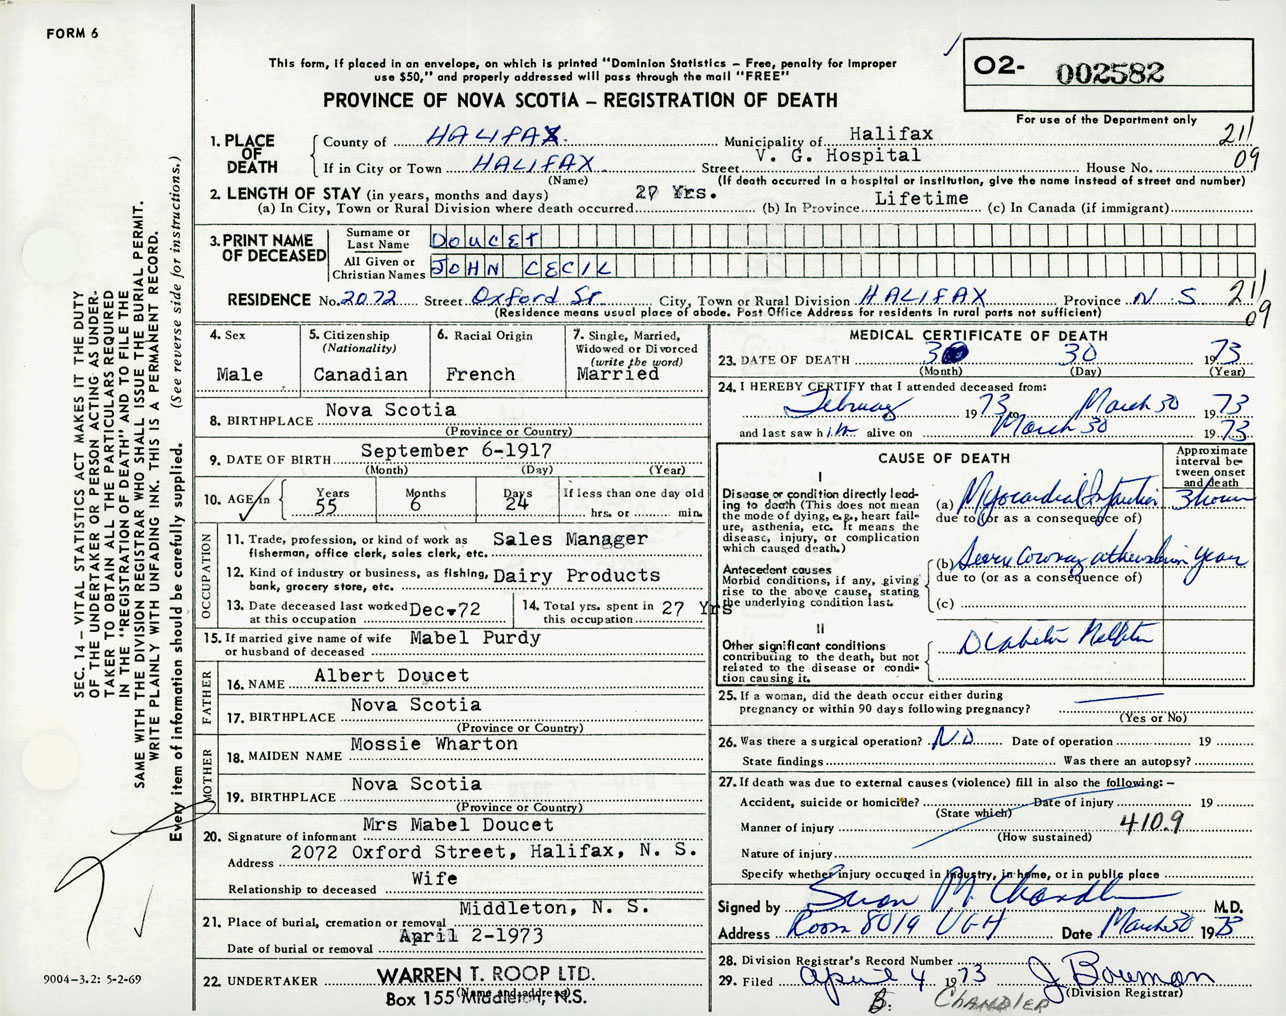 FORM 6
This form, if placed in an envelope, on which is printed "Dominion Statistics – Free, penalty for improper
use $50," and properly addressed will pass through the mail "FREE"
PROVINCE OF NOVA SCOTIA – REGISTRATION OF DEATH
O2- 002582
For use of the Department only
211
09
1. PLACE OF DEATH
County of HALIFAX
Municipality of Halifax
If in City or Town HALIFAX
(Name)
Street V. G. Hospital House No.
(If death occurred in a hospital or institution, give the name instead of street and number)
2. LENGTH OF STAY (in years, months and days)
(a) In City, Town or Rural Division where death occurred 27 Yrs. (b) In Province Lifetime (c) In Canada (if immigrant)
3. PRINT NAME OF DECEASED
Surname or Last Name DOUCET
All Given or Christian Names JOHN CECIL
RESIDENCE No. 2072 Street Oxford St City, Town or Rural Division HALIFAX Province N. S
(Residence means usual place of abode. Post Office Address for residents in rural parts not sufficient)
211
09
4. Sex
Male
5. Citizenship
(Nationality)
Canadian
6. Racial Origin
French
7. Single, Married,
Widowed or Divorced
(write the word)
Married
8. BIRTHPLACE Nova Scotia
(Province or Country)
9. DATE OF BIRTH September 6-1917
(Month) (Day) (Year)
10. AGE in
Years 55
Months 6
Days 24
If less than one day old
hrs. or min.
OCCUPATION
11. Trade, profession, or kind of work as
fisherman, office clerk, sales clerk, etc. Sales Manager
12. Kind of industry or business, as fishing,
bank, grocery store, etc. Dairy Products
13. Date deceased last worked
at this occupation Dec.72
14. Total yrs. spent in
this occupation 27 Yrs
15. If married give name of wife
or husband of deceased Mabel Purdy
FATHER
16. NAME Albert Doucet
17. BIRTHPLACE Nova Scotia
(Province or Country)
MOTHER
18. MAIDEN NAME Mossie Wharton
19. BIRTHPLACE Nova Scotia
(Province or Country)
20. Signature of informant Mrs Mabel Doucet
Address 2072 Oxford Street, Halifax, N. S.
Relationship to deceased Wife
21. Place of burial, cremation or removal Middleton, N. S.
Date of burial or removal April 2-1973
22. UNDERTAKER WARREN T. ROOP LTD.
(Name and address)
Box 155 Middleton, N.S.
MEDICAL CERTIFICATE OF DEATH
23. DATE OF DEATH 3 30 1973
(Month) (Day) (Year)
24. I HEREBY CERTIFY that I attended deceased from:
February 1973 to March 30 1973
and last saw him alive on March 30 1973
CAUSE OF DEATH
Approximate
interval be-
tween onset
and death
I
Disease or condition directly lead-
ing to death (This does not mean
the mode of dying, e.g., heart fail-
ure, asthenia, etc. It means the
disease, injury, or complication
which caused death.)
(a) Myocardial Infarction 3 hours
due to (or as a consequence of)
Antecedent causes
Morbid conditions, if any, giving
rise to the above cause, stating
the underlying condition last.
(b) coronary years
due to (or as a consequence of)
(c)
II
Other significant conditions
contributing to the death, but not
related to the disease or condi-
tion causing it.
Diabetes Mellitus
25. If a woman, did the death occur either during
pregnancy or within 90 days following pregnancy?
(Yes or No)
26. Was there a surgical operation? NO Date of operation 19
State findings Was there an autopsy?
27. If death was due to external causes (violence) fill in also the following: –
Accident, suicide or homicide? Date of injury 19
(State which)
Manner of injury 410.9
(How sustained)
Nature of injury
Specify whether injury occurred in industry, in home, or in public place
Signed by Susan M. Chandler M.D.
Address Room 8019 VGH Date March 30 1973
28. Division Registrar's Record Number
29. Filed April 4 1973 J Bowman
(Division Registrar)
B. CHANDLER
SEC. 14 – VITAL STATISTICS ACT MAKES IT THE DUTY
OF THE UNDERTAKER OR PERSON ACTING AS UNDER-
TAKER TO OBTAIN ALL THE PARTICULARS REQUIRED
IN THE "REGISTRATION OF DEATH" AND TO FILE THE
SAME WITH THE DIVISION REGISTRAR WHO SHALL ISSUE THE BURIAL PERMIT.
WRITE PLAINLY WITH UNFADING INK. THIS IS A PERMANENT RECORD.
Every item of information should be carefully supplied. (See reverse side for instructions.)
9004–3.2: 5-2-69